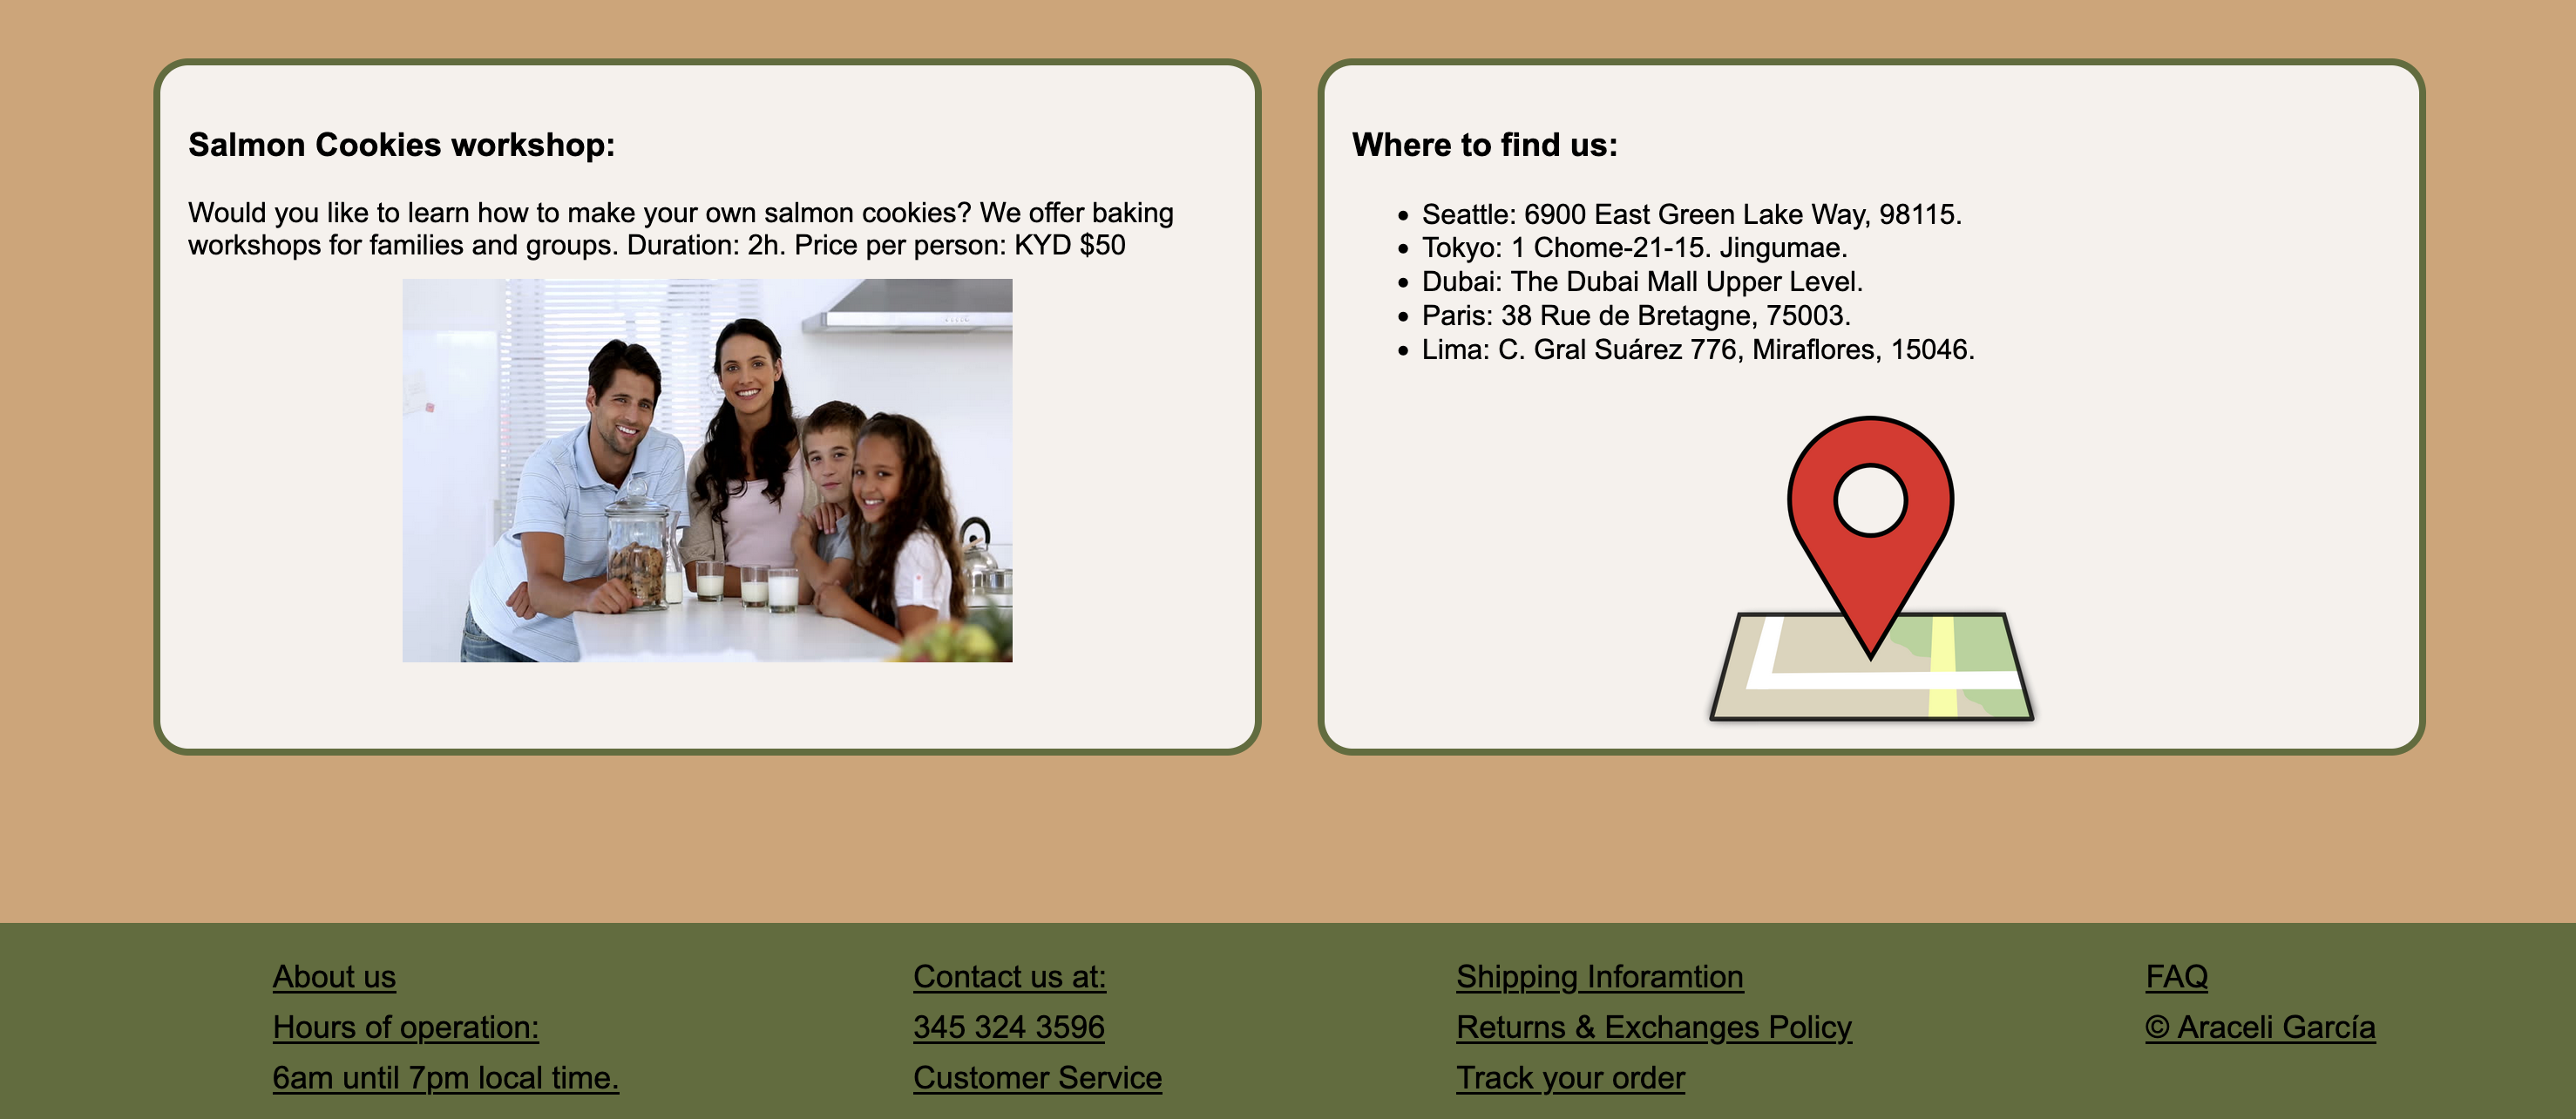 Salmon Cookies workshop:
Would you like to learn how to make your own salmon cookies? We offer baking
workshops for families and groups. Duration: 2h. Price per person: KYD $50
Where to find us:
• Seattle: 6900 East Green Lake Way, 98115.
• Tokyo: 1 Chome-21-15. Jingumae.
• Dubai: The Dubai Mall Upper Level.
• Paris: 38 Rue de Bretagne, 75003.
• Lima: C. Gral Suárez 776, Miraflores, 15046.
About us
Hours of operation:
6am until 7pm local time.
Contact us at:
345 324 3596
Customer Service
Shipping Inforamtion
Returns & Exchanges Policy
Track your order
FAQ
© Araceli García